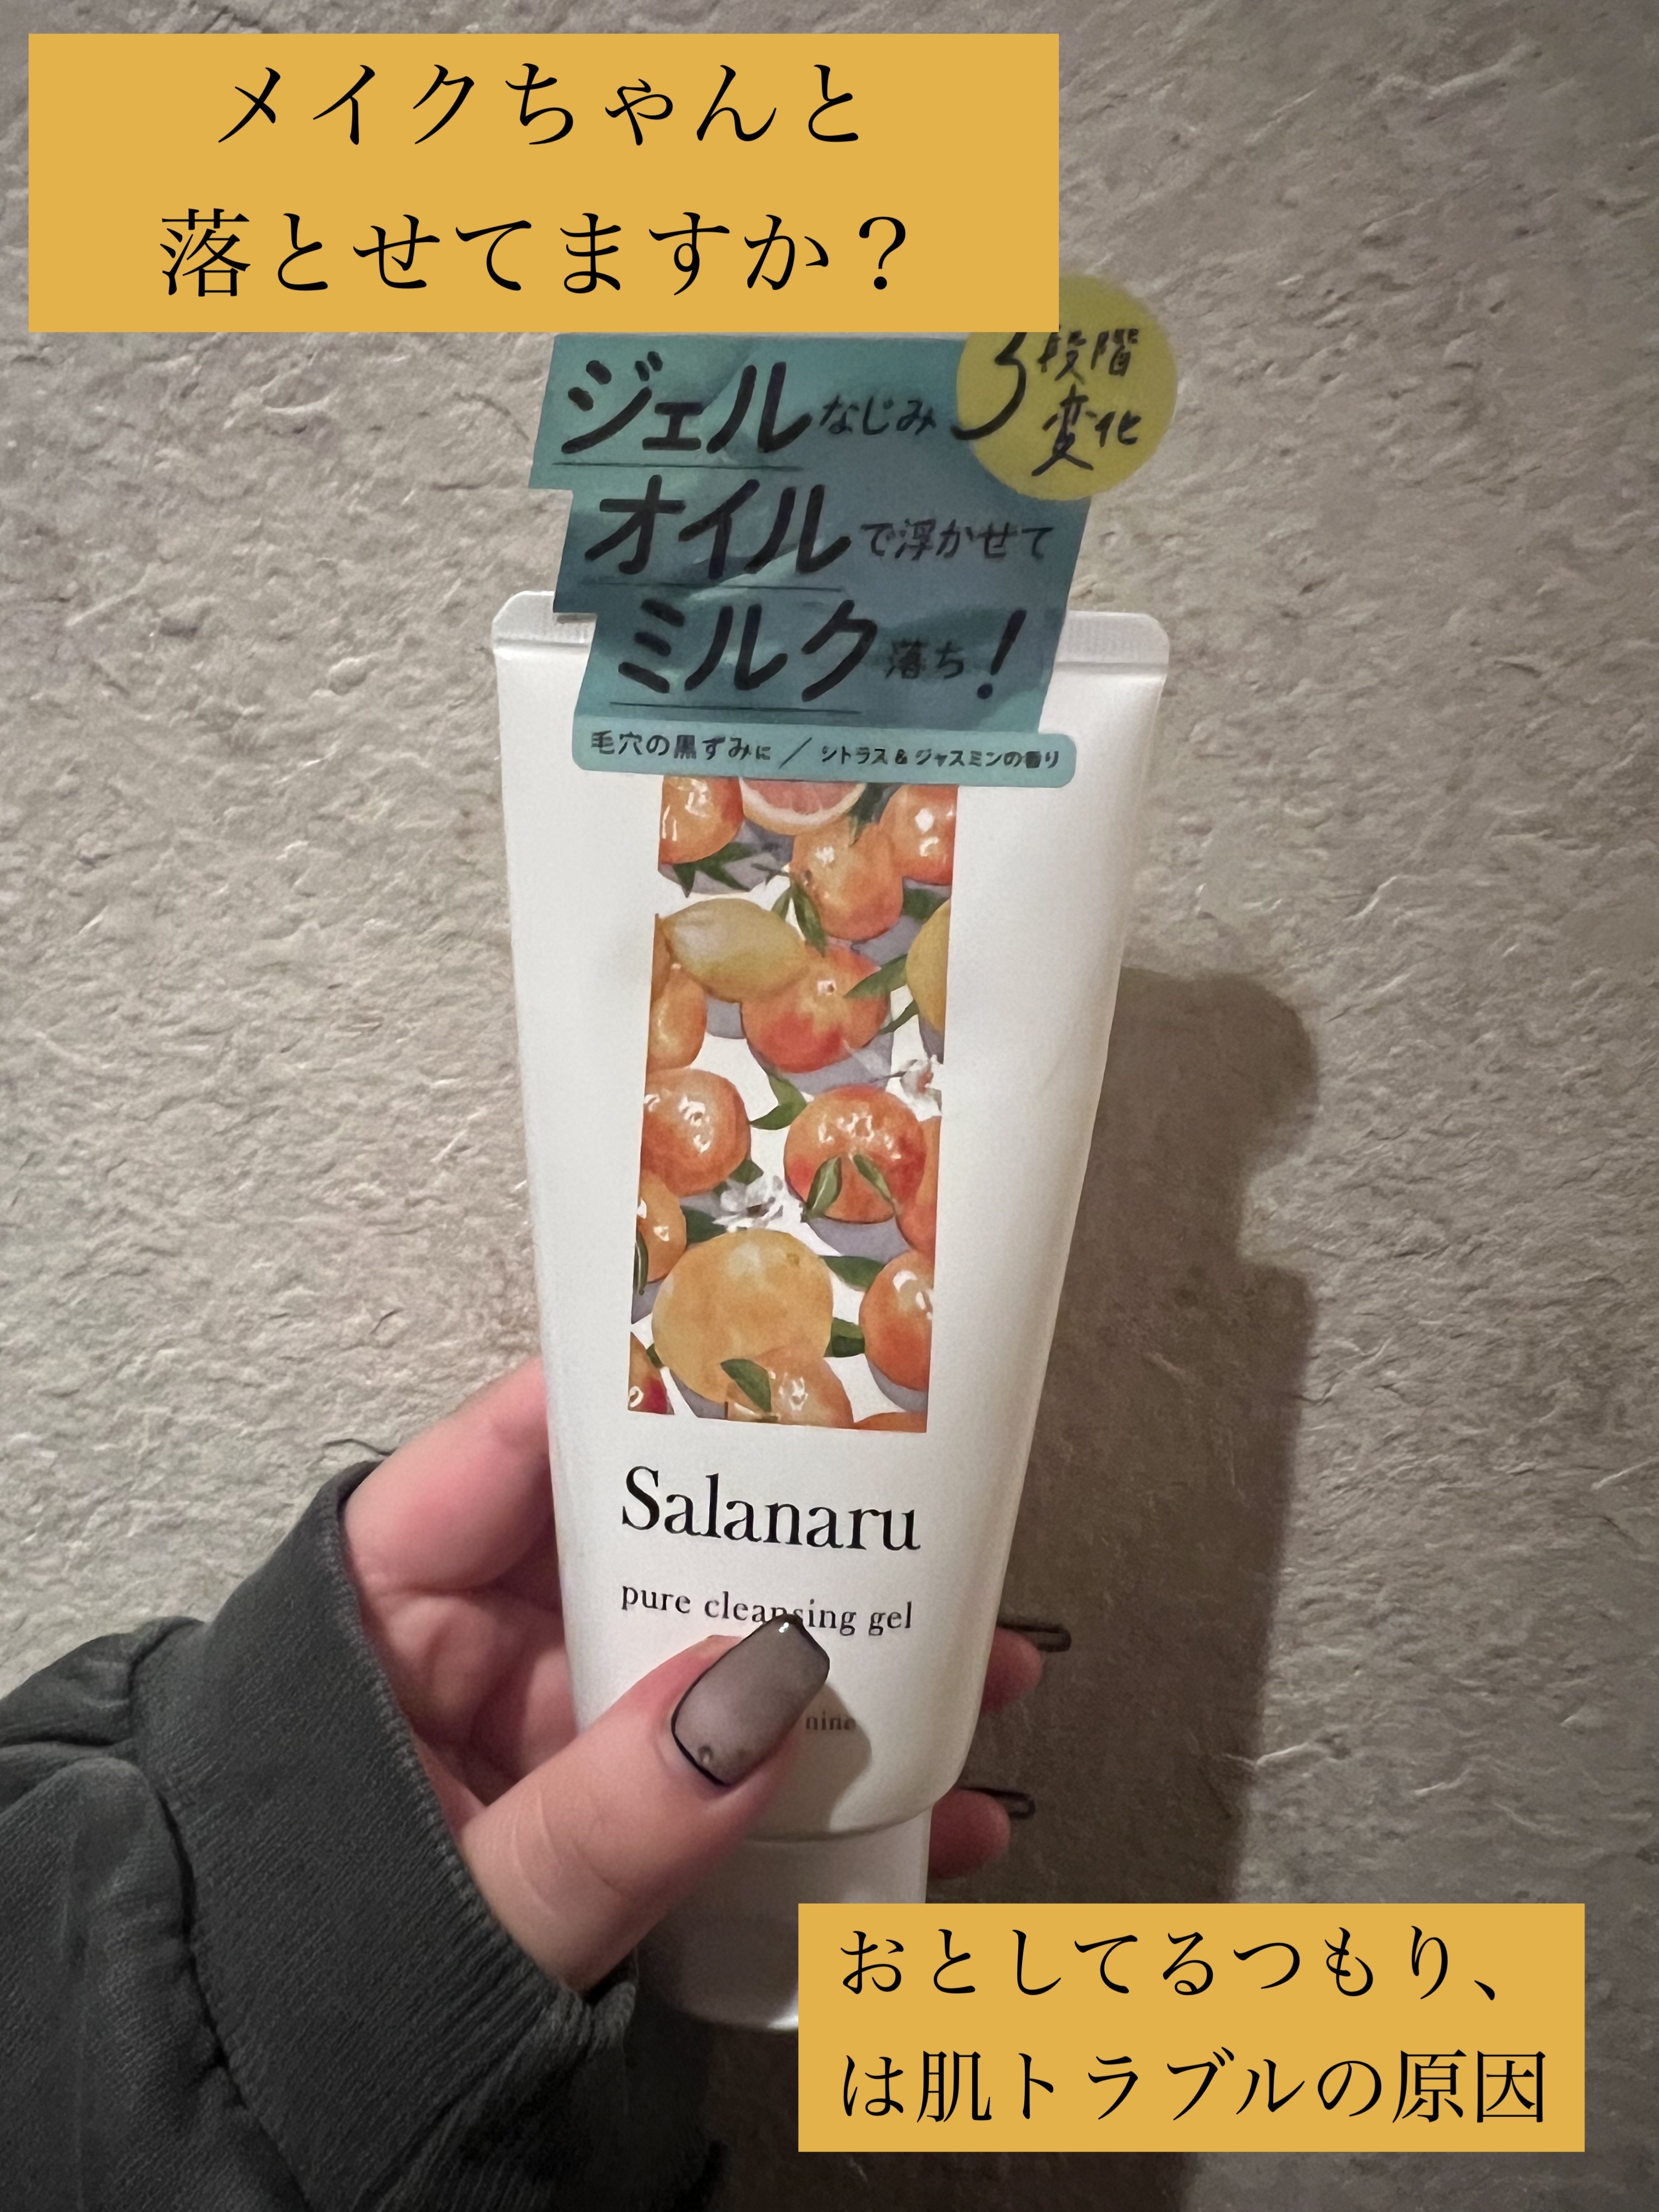 メイクちゃんと
落とせてますか？
3段階
変化
ジェルなじみ
オイルで浮かせて
ミルク落ち！
毛穴の黒ずみに／シトラス&ジャスミンの香り
Salanaru
pure cleansing gel
おとしてるつもり、
は肌トラブルの原因